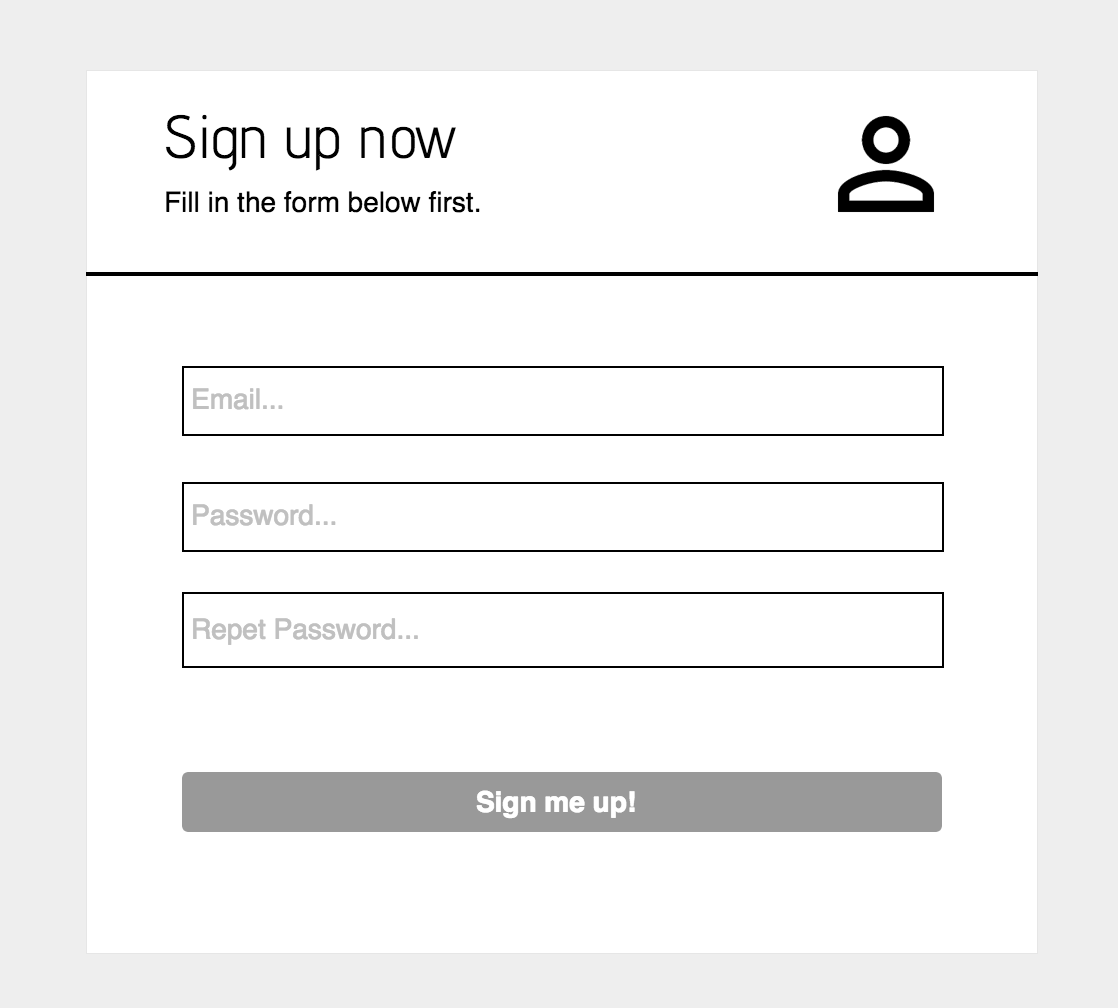 Sign up now
Fill in the form below first.
Email...
Password...
Repet Password...
Sign me up!